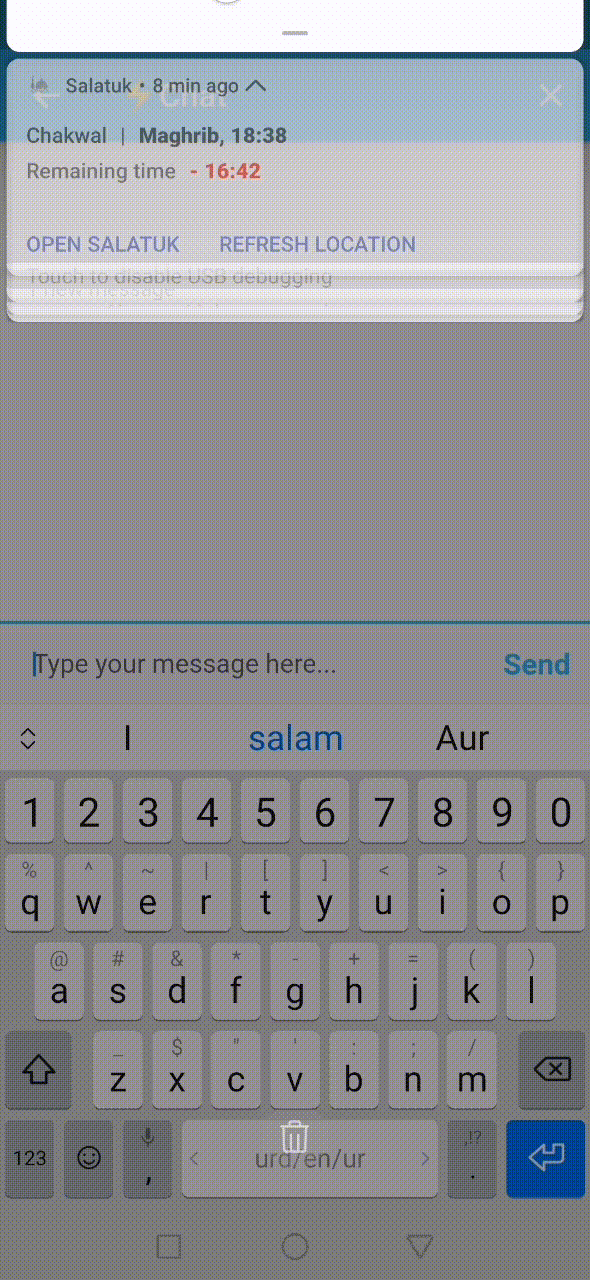 Salatuk • 8 min ago
Chat
Chakwal | Maghrib, 18:38
Remaining time - 16:42
OPEN SALATUK REFRESH LOCATION
Touch to disable USB debugging
1 new message
Type your message here... Send
I salam Aur
1 2 3 4 5 6 7 8 9 0
% ^ ~ | [ ] < > { }
q w e r t y u i o p
@ # & * - + = ( )
a s d f g h j k l
_ $ " ' : ; /
z x c v b n m
,!?
123 , < urd/en/ur > .